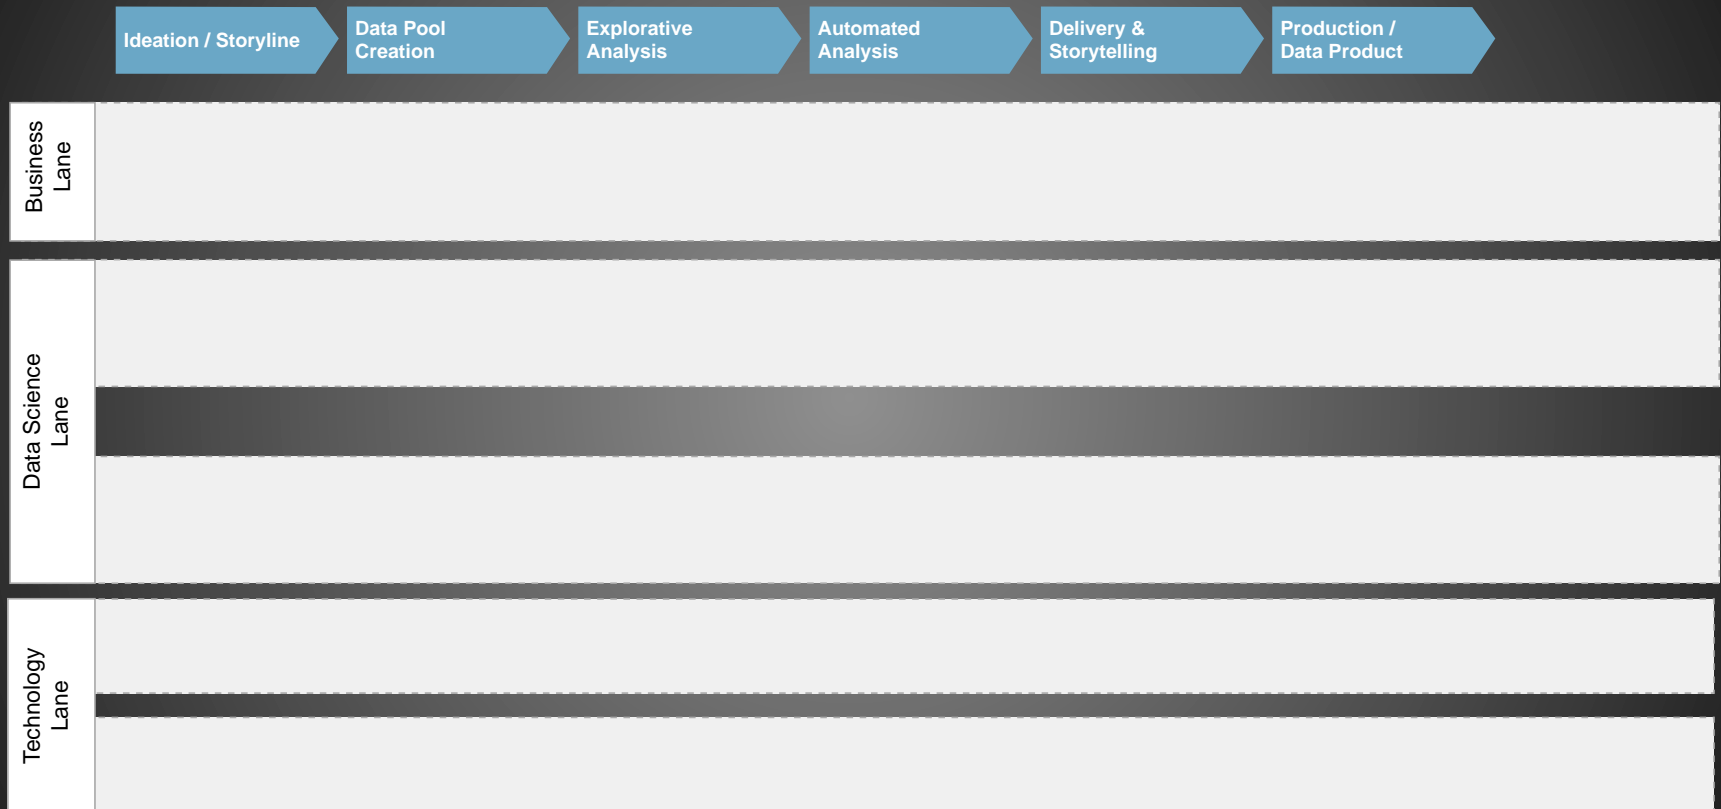 Ideation / Storyline
Data Pool
Creation
Explorative
Analysis
Automated
Analysis
Delivery &
Storytelling
Production /
Data Product
Business
Lane
Data Science
Lane
Technology
Lane